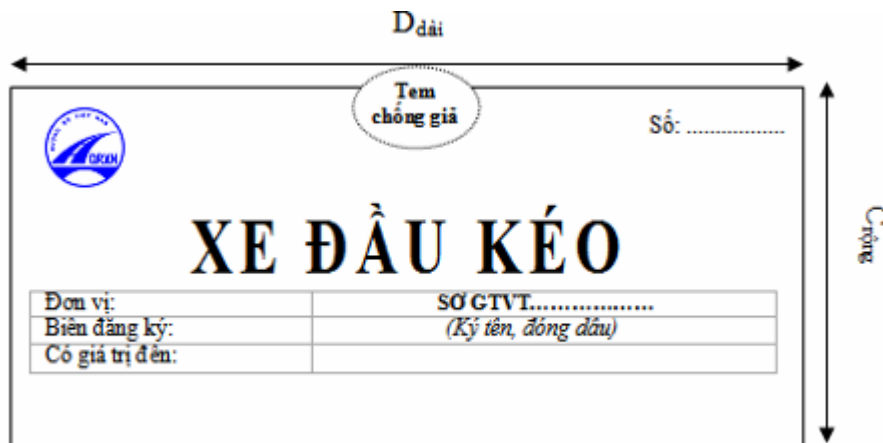 D dài
Tem
chống giả
Số: .................
XE ĐẦU KÉO
Đơn vị:
SỞ GTVT..................
Biển đăng ký:
(Ký tên, đóng dấu)
Có giá trị đến:
C rộng